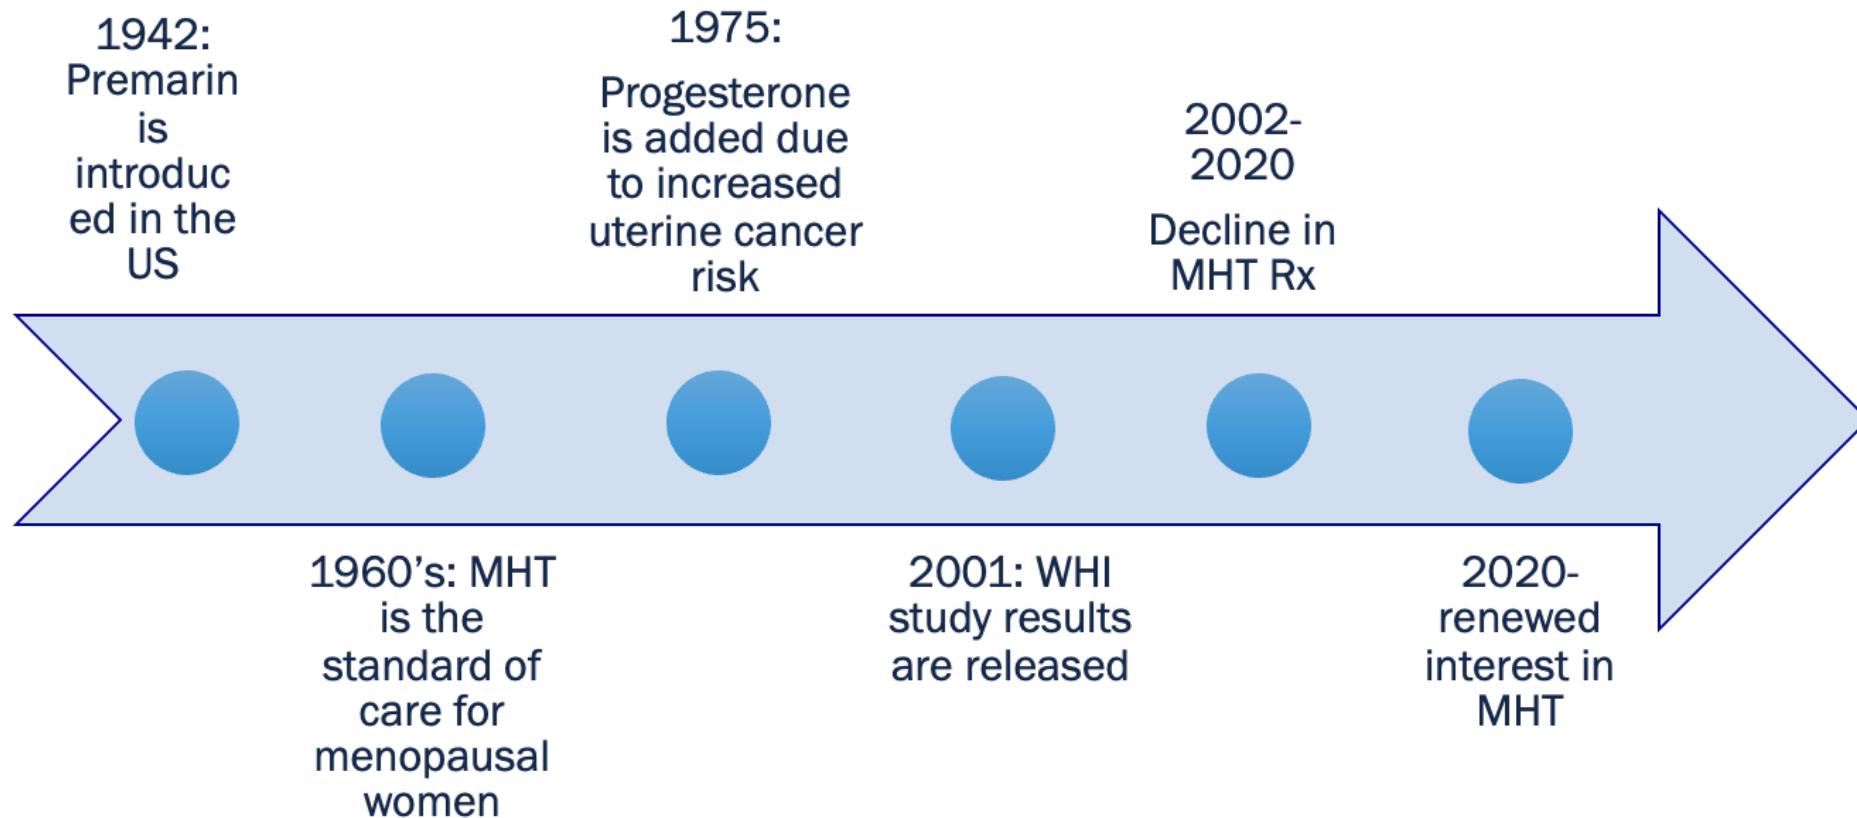 1942:
Premarin
is
introduc
ed in the
US
1960’s: MHT
is the
standard of
care for
menopausal
women
1975:
Progesterone
is added due
to increased
uterine cancer
risk
2001: WHI
study results
are released
2002-
2020
Decline in
MHT Rx
2020-
renewed
interest in
MHT